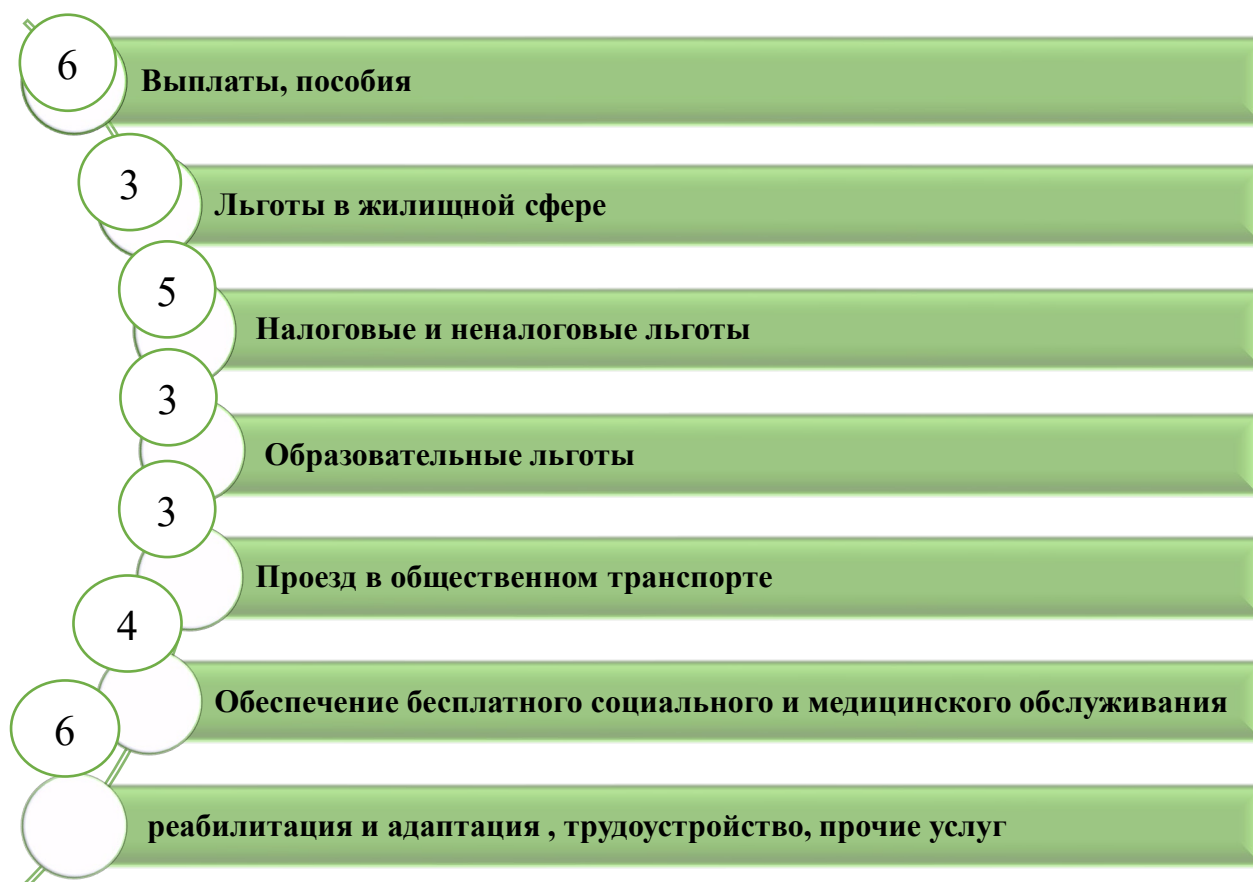 6
Выплаты, пособия
3
Льготы в жилищной сфере
5
Налоговые и неналоговые льготы
3
Образовательные льготы
3
Проезд в общественном транспорте
4
Обеспечение бесплатного социального и медицинского обслуживания
6
реабилитация и адаптация , трудоустройство, прочие услуг